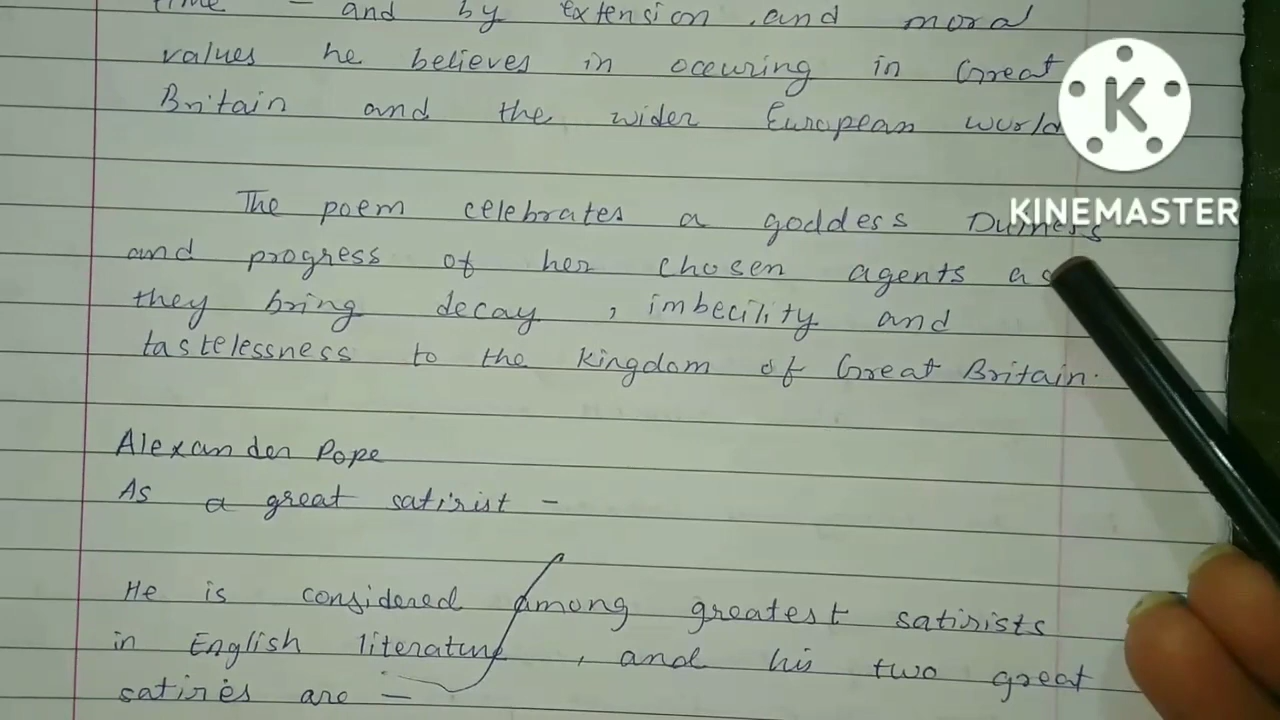 time – and by extension and moral
values he believes in occuring in Great
Britain and the wider European world
The poem celebrates a goddess Dulness
and progress of her chosen agents as
they bring decay , imbecility and
tastelessness to the kingdom of Great Britain.
Alexander Pope
As a great satirist –
He is considered among greatest satirists
in English literature , and his two great
satires are –
K
KINEMASTER